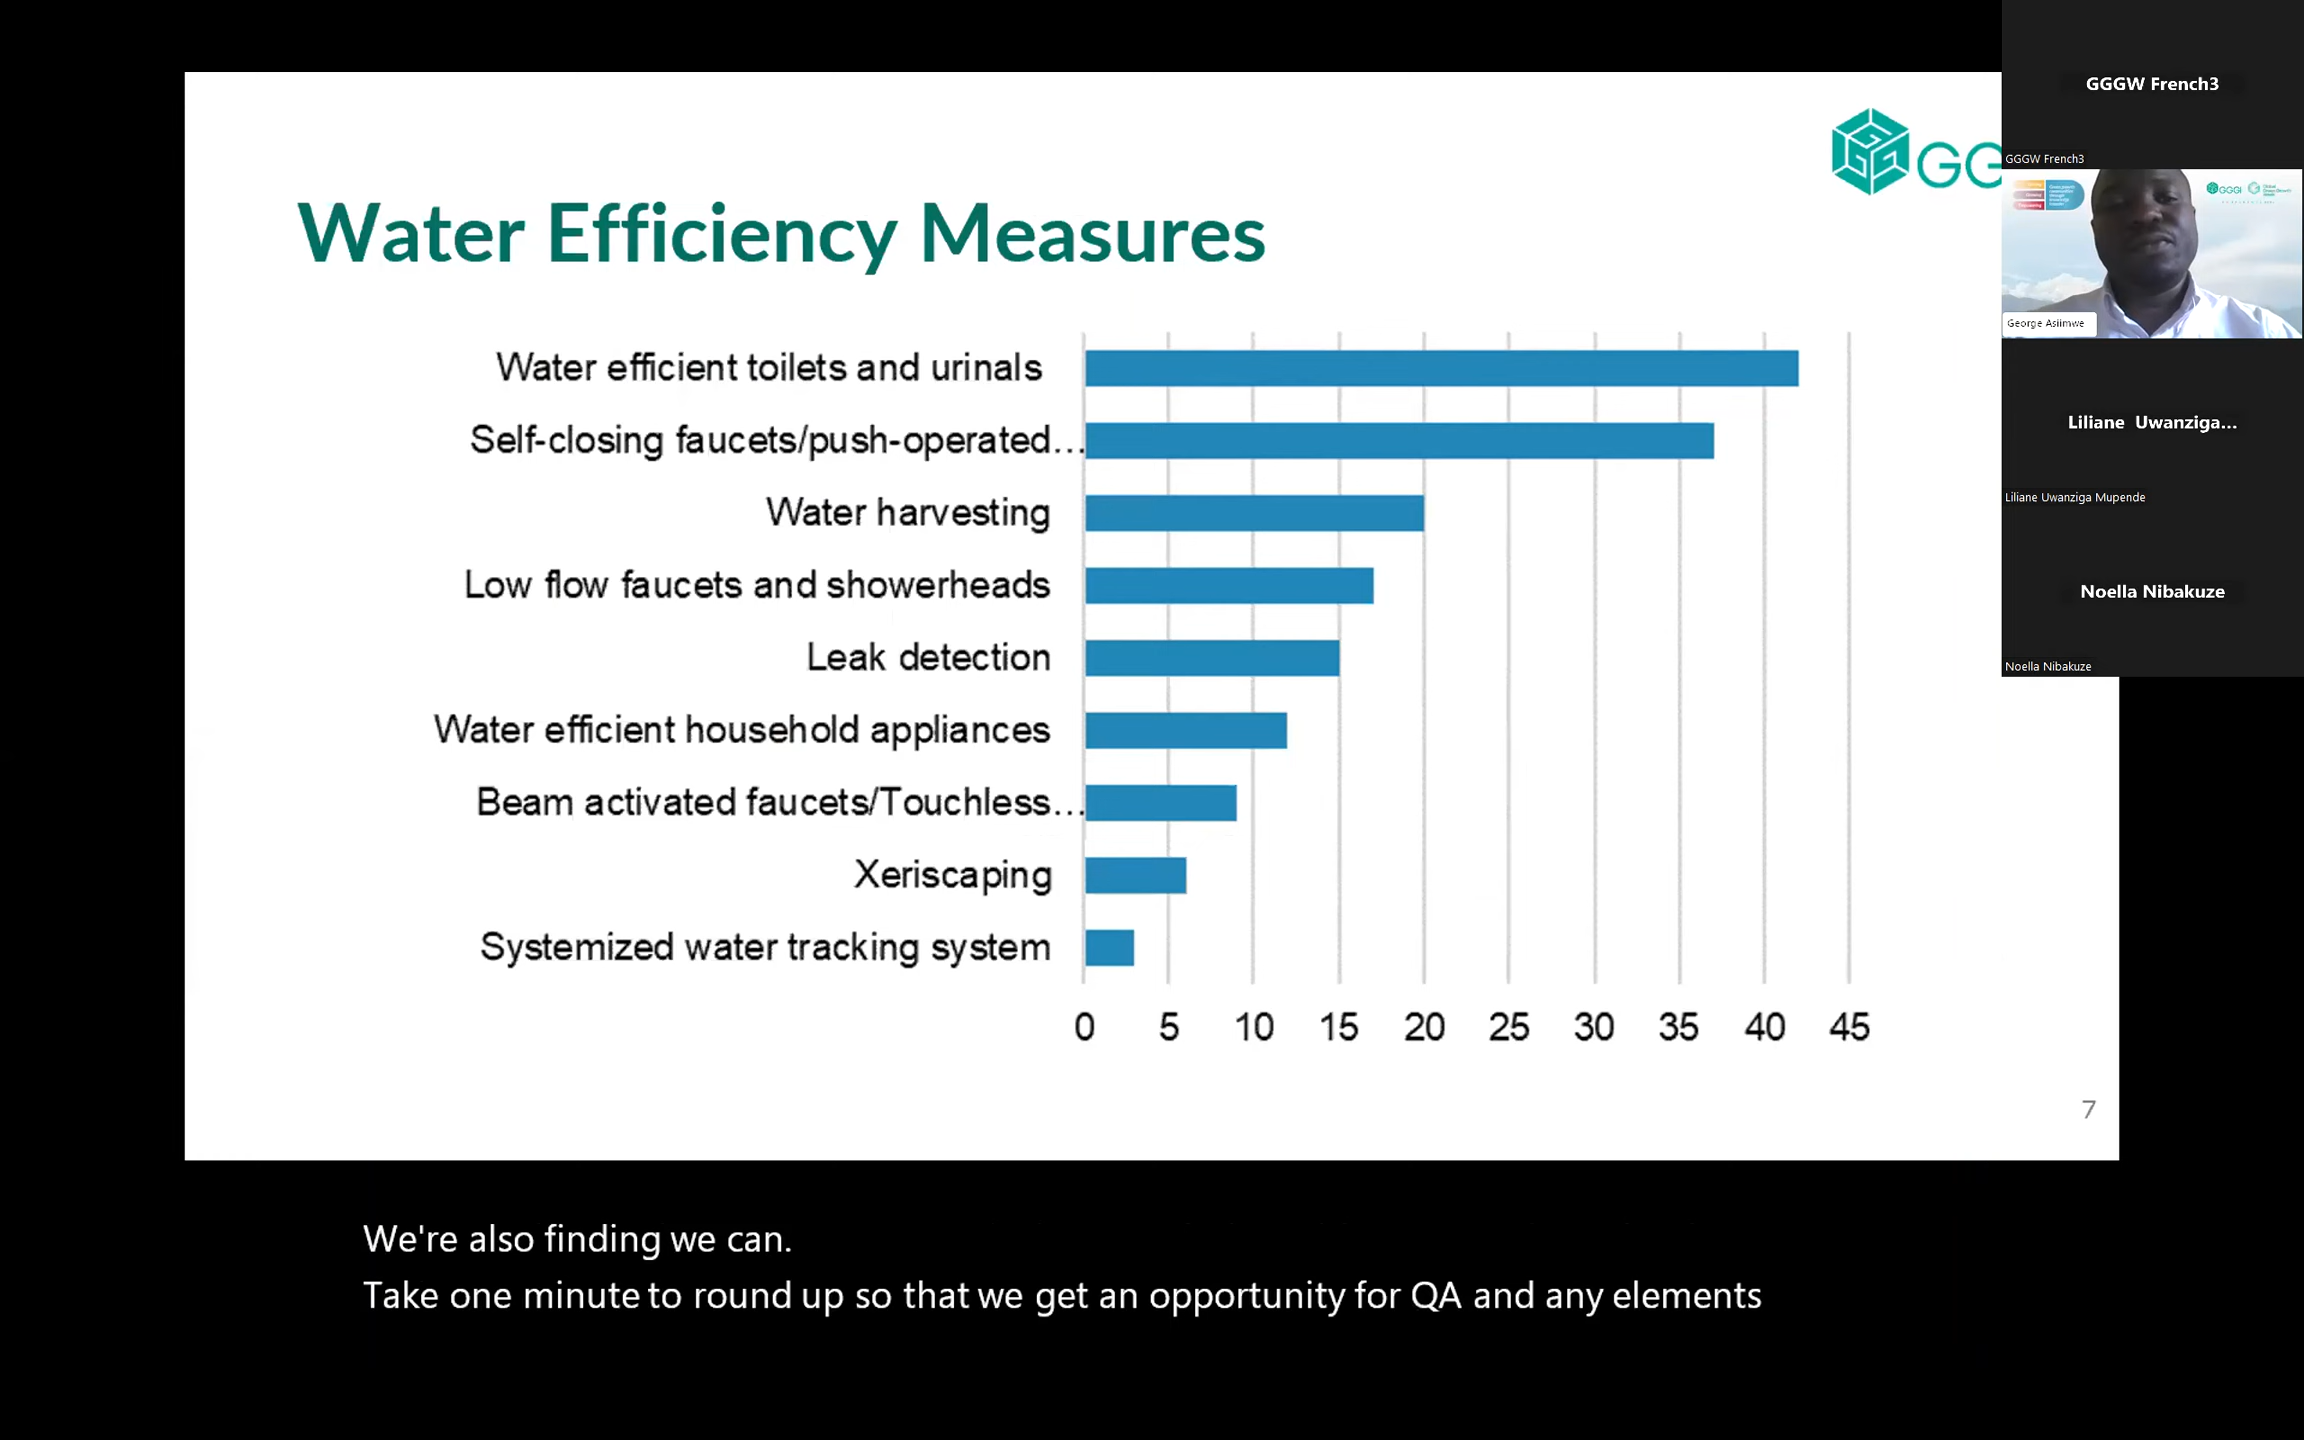 GG
Water Efficiency Measures
Water efficient toilets and urinals
Self-closing faucets/push-operated...
Water harvesting
Low flow faucets and showerheads
Leak detection
Water efficient household appliances
Beam activated faucets/Touchless...
Xeriscaping
Systemized water tracking system
0 5 10 15 20 25 30 35 40 45
7
GGGW French3
GGGW French3
GGGI
George Asiimwe
Liliane Uwanziga...
Liliane Uwanziga Mupende
Noella Nibakuze
Noella Nibakuze
We're also finding we can.
Take one minute to round up so that we get an opportunity for QA and any elements